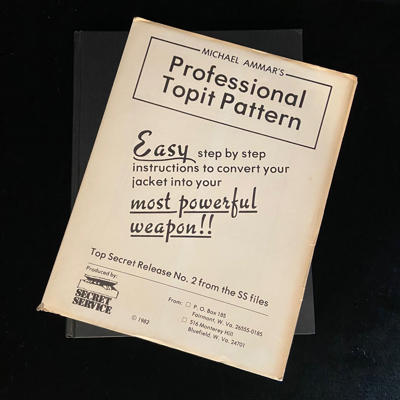 MICHAEL AMMAR'S
Professional
Topit Pattern
Easy step by step
instructions to convert your
jacket into your
most powerful
weapon!!
Top Secret Release No. 2 from the SS files
Produced by:
SECRET
SERVICE
© 1983
From: □ P. O. Box 185
Fairmont, W. Va. 26555-0185
□ 516 Monterey Hill
Bluefield, W. Va. 24701